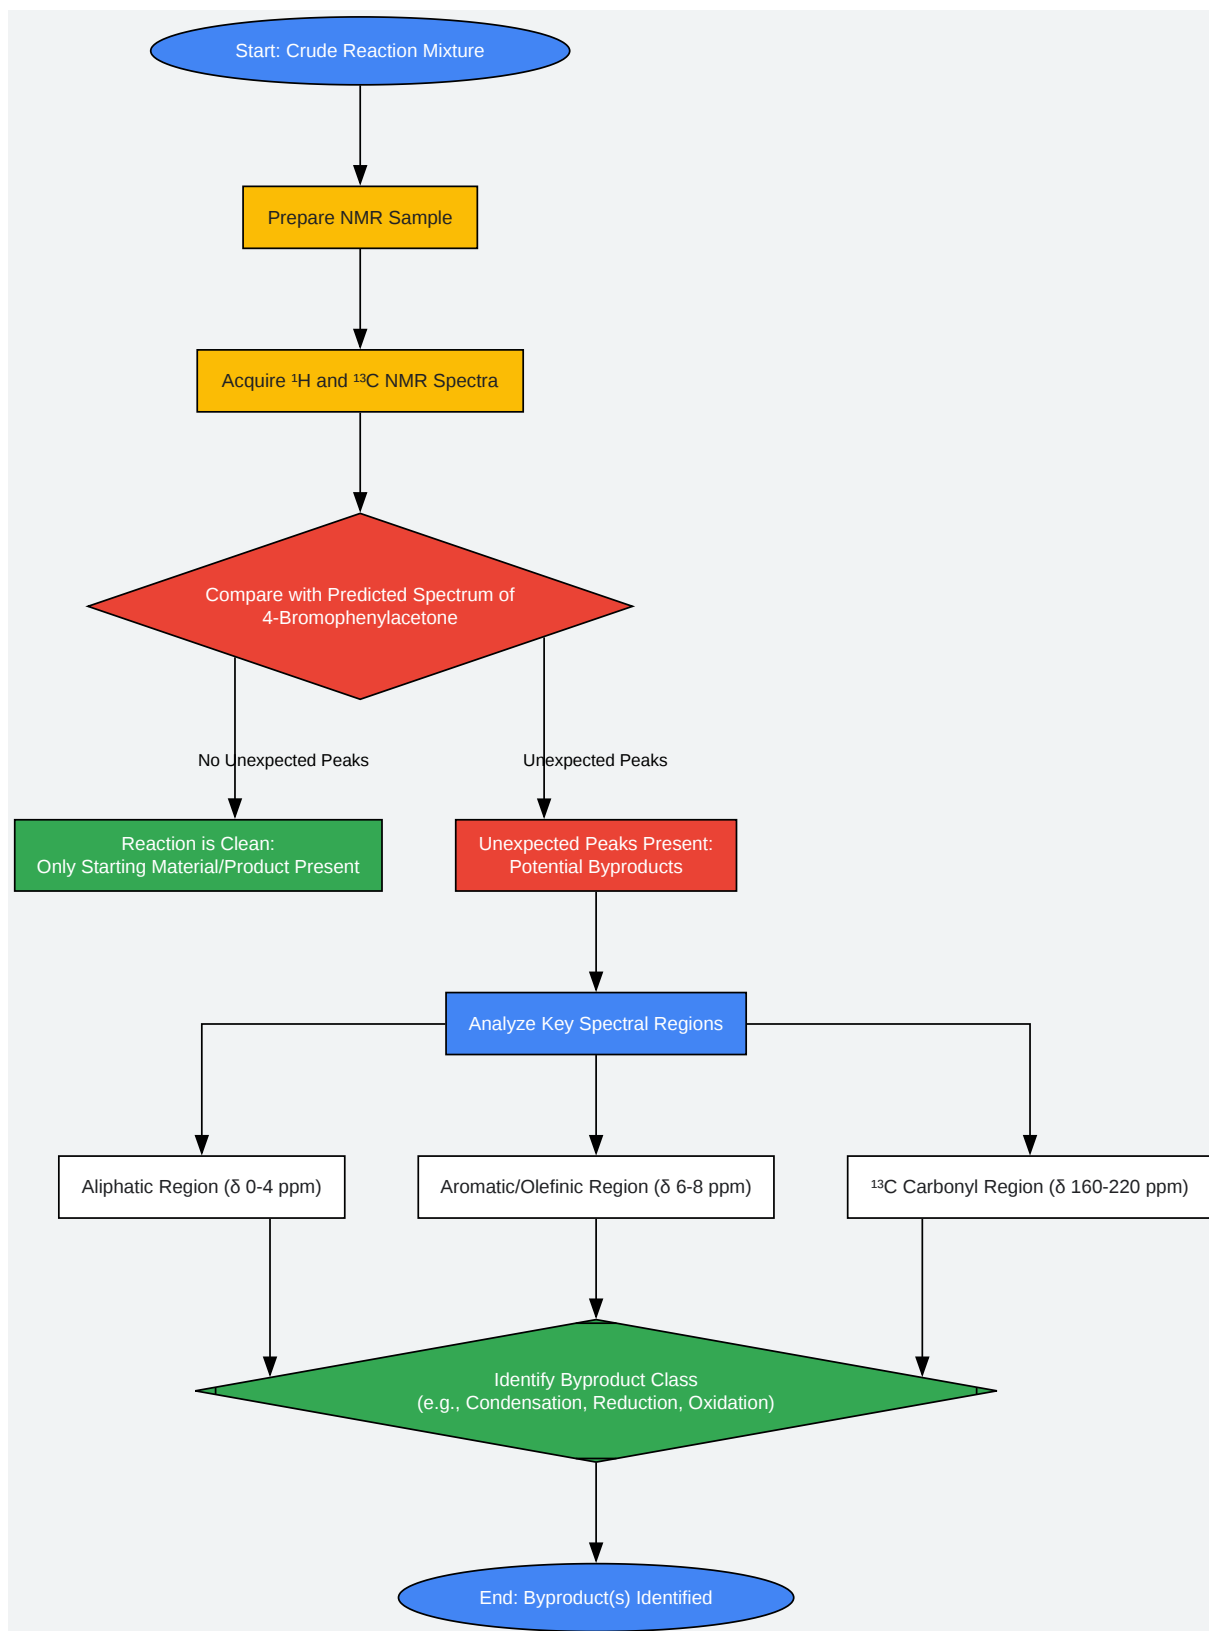 Start: Crude Reaction Mixture
Prepare NMR Sample
Acquire ¹H and ¹³C NMR Spectra
Compare with Predicted Spectrum of
4-Bromophenylacetone
No Unexpected Peaks
Unexpected Peaks
Reaction is Clean:
Only Starting Material/Product Present
Unexpected Peaks Present:
Potential Byproducts
Analyze Key Spectral Regions
Aliphatic Region (δ 0-4 ppm)
Aromatic/Olefinic Region (δ 6-8 ppm)
¹³C Carbonyl Region (δ 160-220 ppm)
Identify Byproduct Class
(e.g., Condensation, Reduction, Oxidation)
End: Byproduct(s) Identified